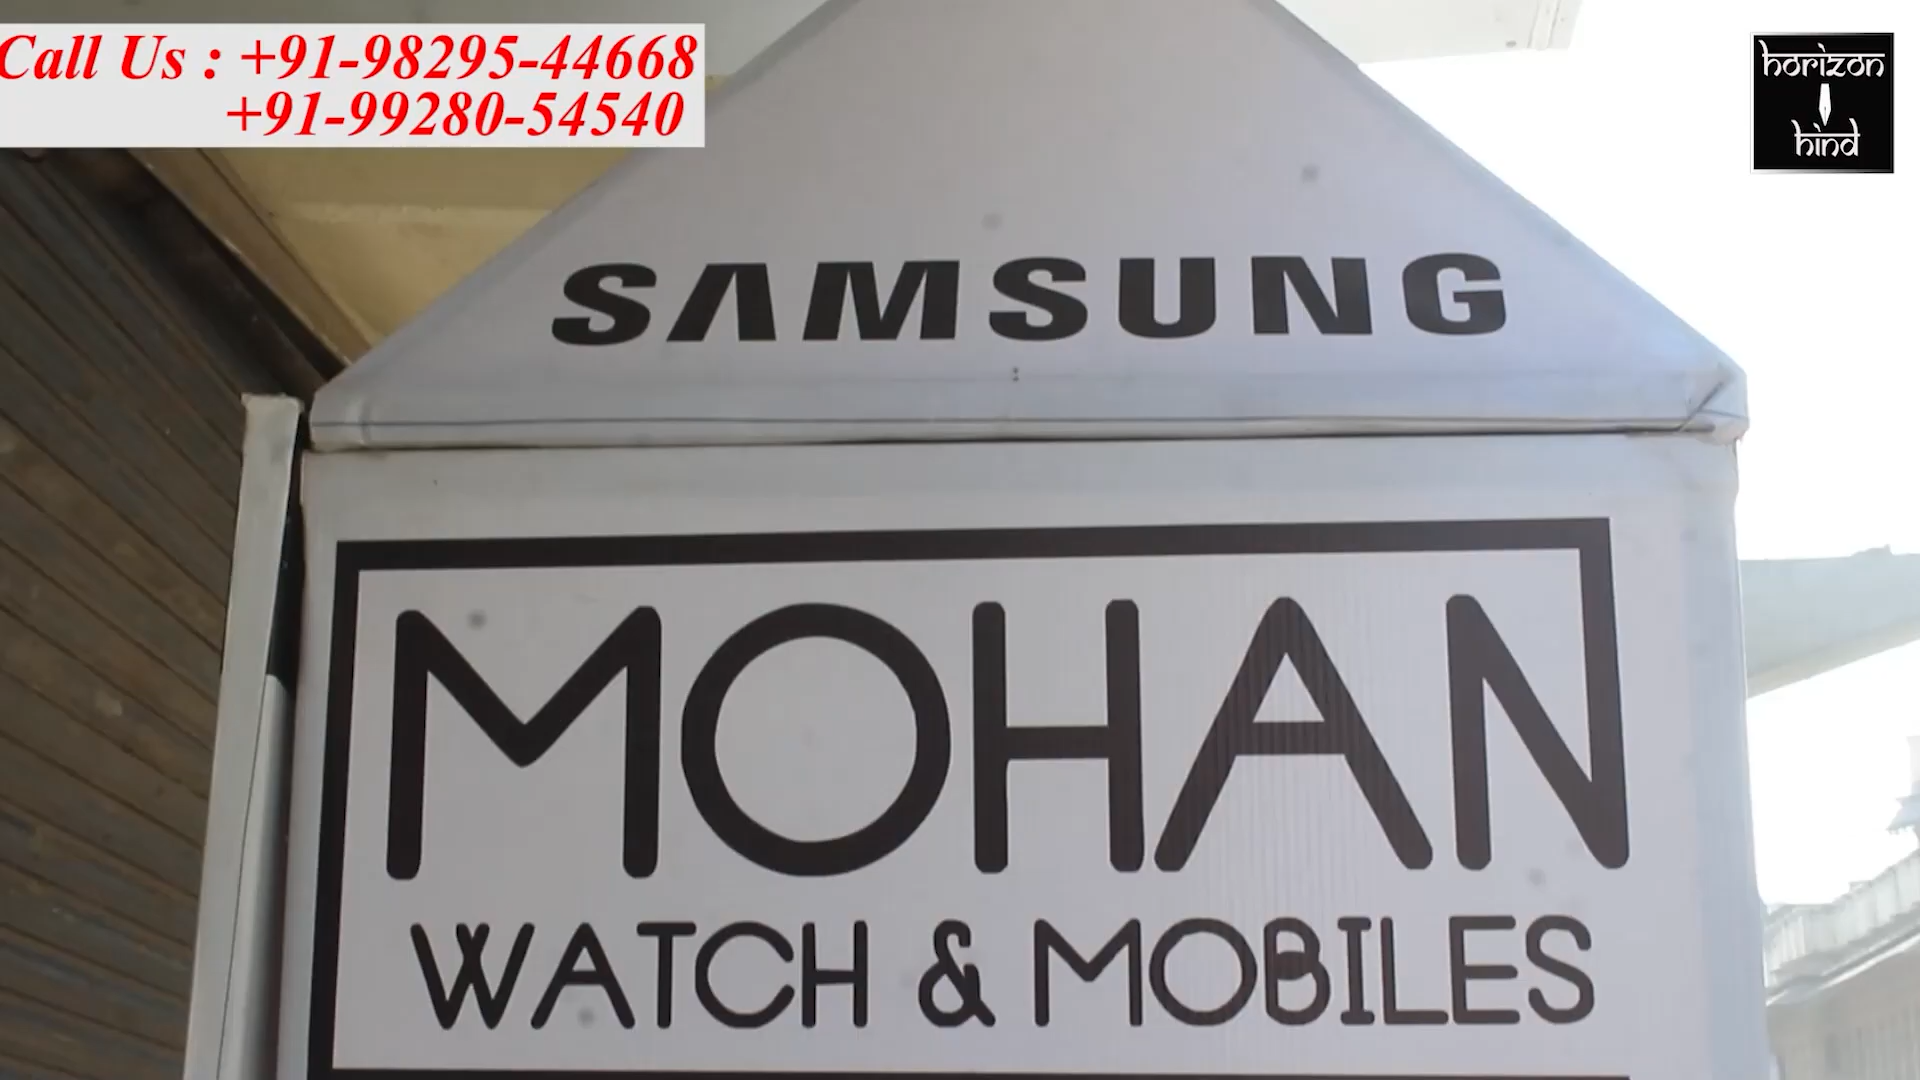 Call Us : +91-98295-44668
+91-99280-54540
horizon
hind
SAMSUNG
MOHAN
WATCH & MOBILES